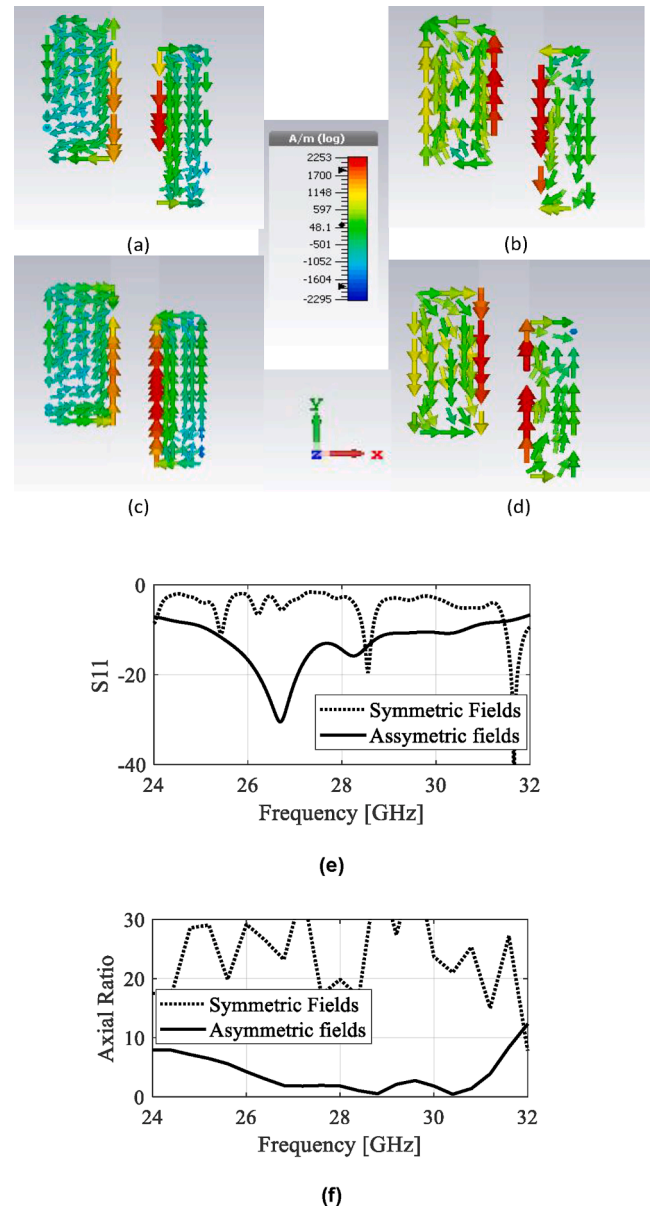 A/m (log)
2253
1700
1148
597
48.1
-501
-1052
-1604
-2295
(a)
(b)
Y
Z
X
(c)
(d)
0
-20
-40
S11
Symmetric Fields
Assymetric fields
24
26
28
30
32
Frequency [GHz]
(e)
30
20
10
0
Axial Ratio
Symmetric Fields
Asymmetric fields
24
26
28
30
32
Frequency [GHz]
(f)